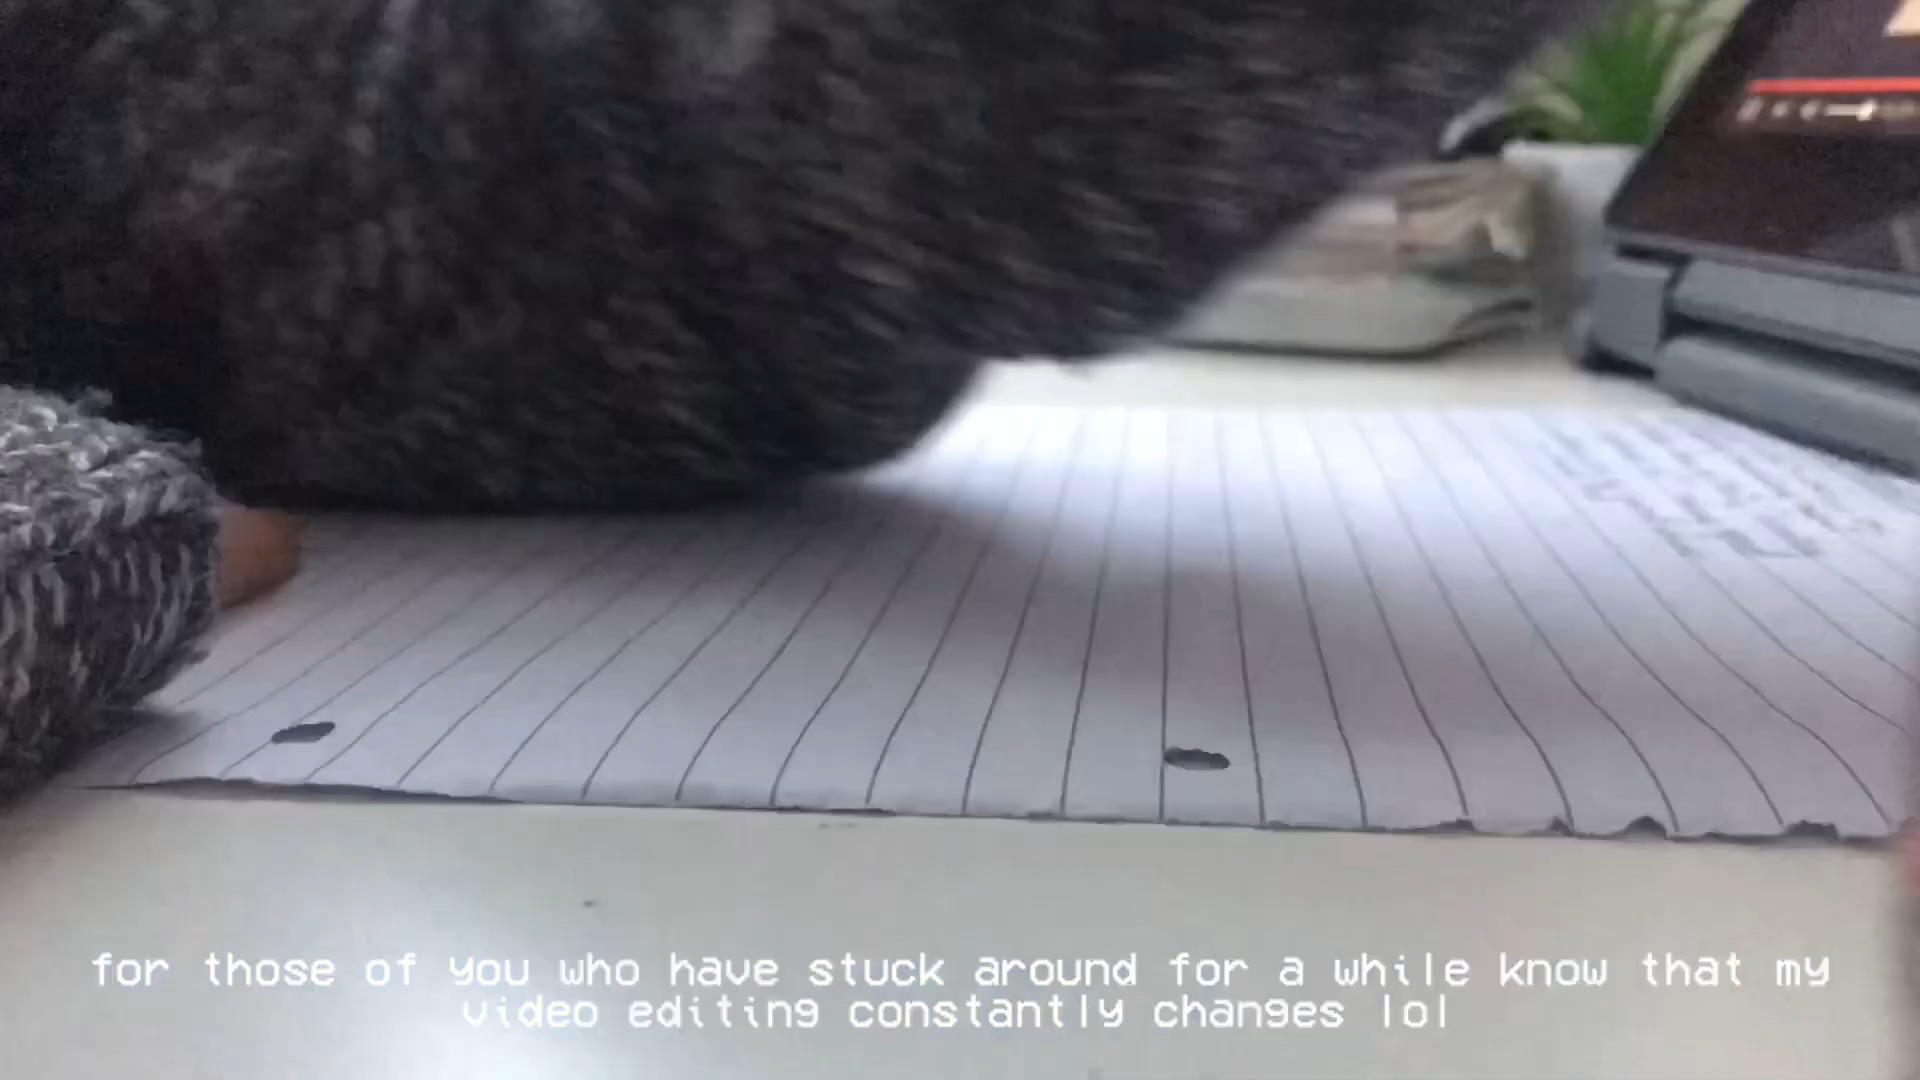 for those of you who have stuck around for a while know that my
video editing constantly changes lol